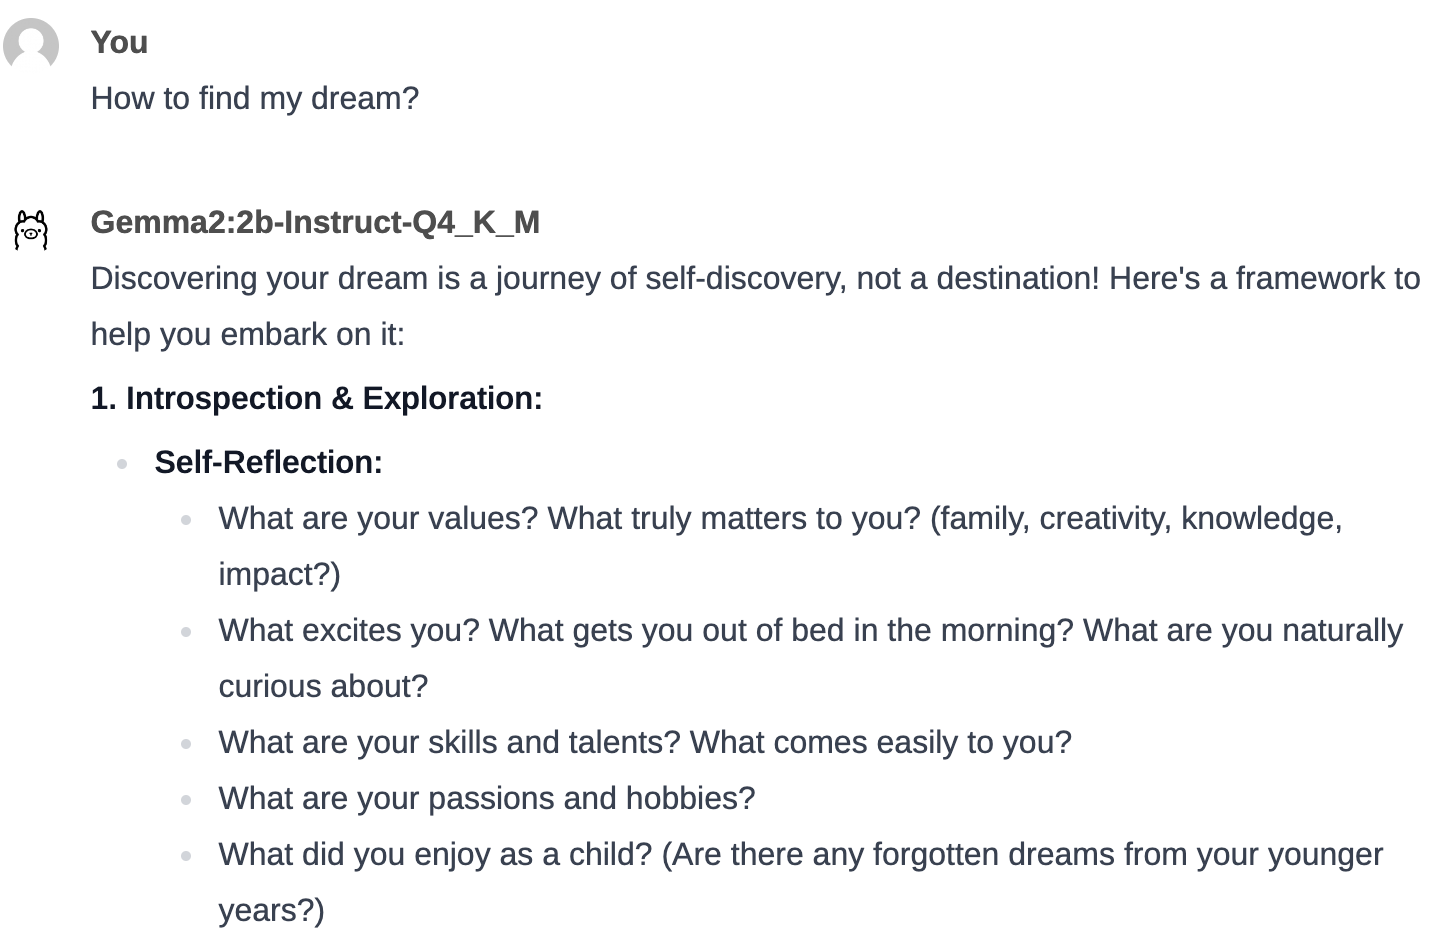 You
How to find my dream?
Gemma2:2b-Instruct-Q4_K_M
Discovering your dream is a journey of self-discovery, not a destination! Here's a framework to
help you embark on it:
1. Introspection & Exploration:
Self-Reflection:
What are your values? What truly matters to you? (family, creativity, knowledge,
impact?)
What excites you? What gets you out of bed in the morning? What are you naturally
curious about?
What are your skills and talents? What comes easily to you?
What are your passions and hobbies?
What did you enjoy as a child? (Are there any forgotten dreams from your younger
years?)